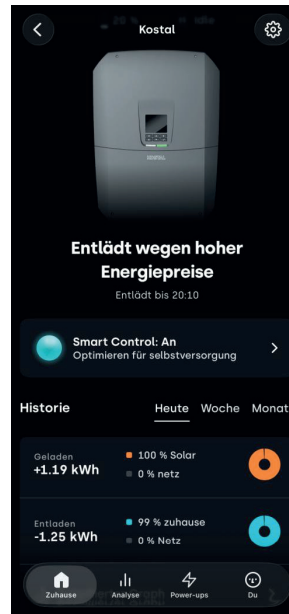 Kostal
KOSTAL
Entlädt wegen hoher
Energiepreise
Entlädt bis 20:10
Smart Control: An
Optimieren für selbstversorgung
Historie
Heute Woche Monat
Geladen
+1.19 kWh
100 % Solar
0 % netz
Entladen
-1.25 kWh
99 % zuhause
0 % Netz
Zuhause Analyse Power-ups Du